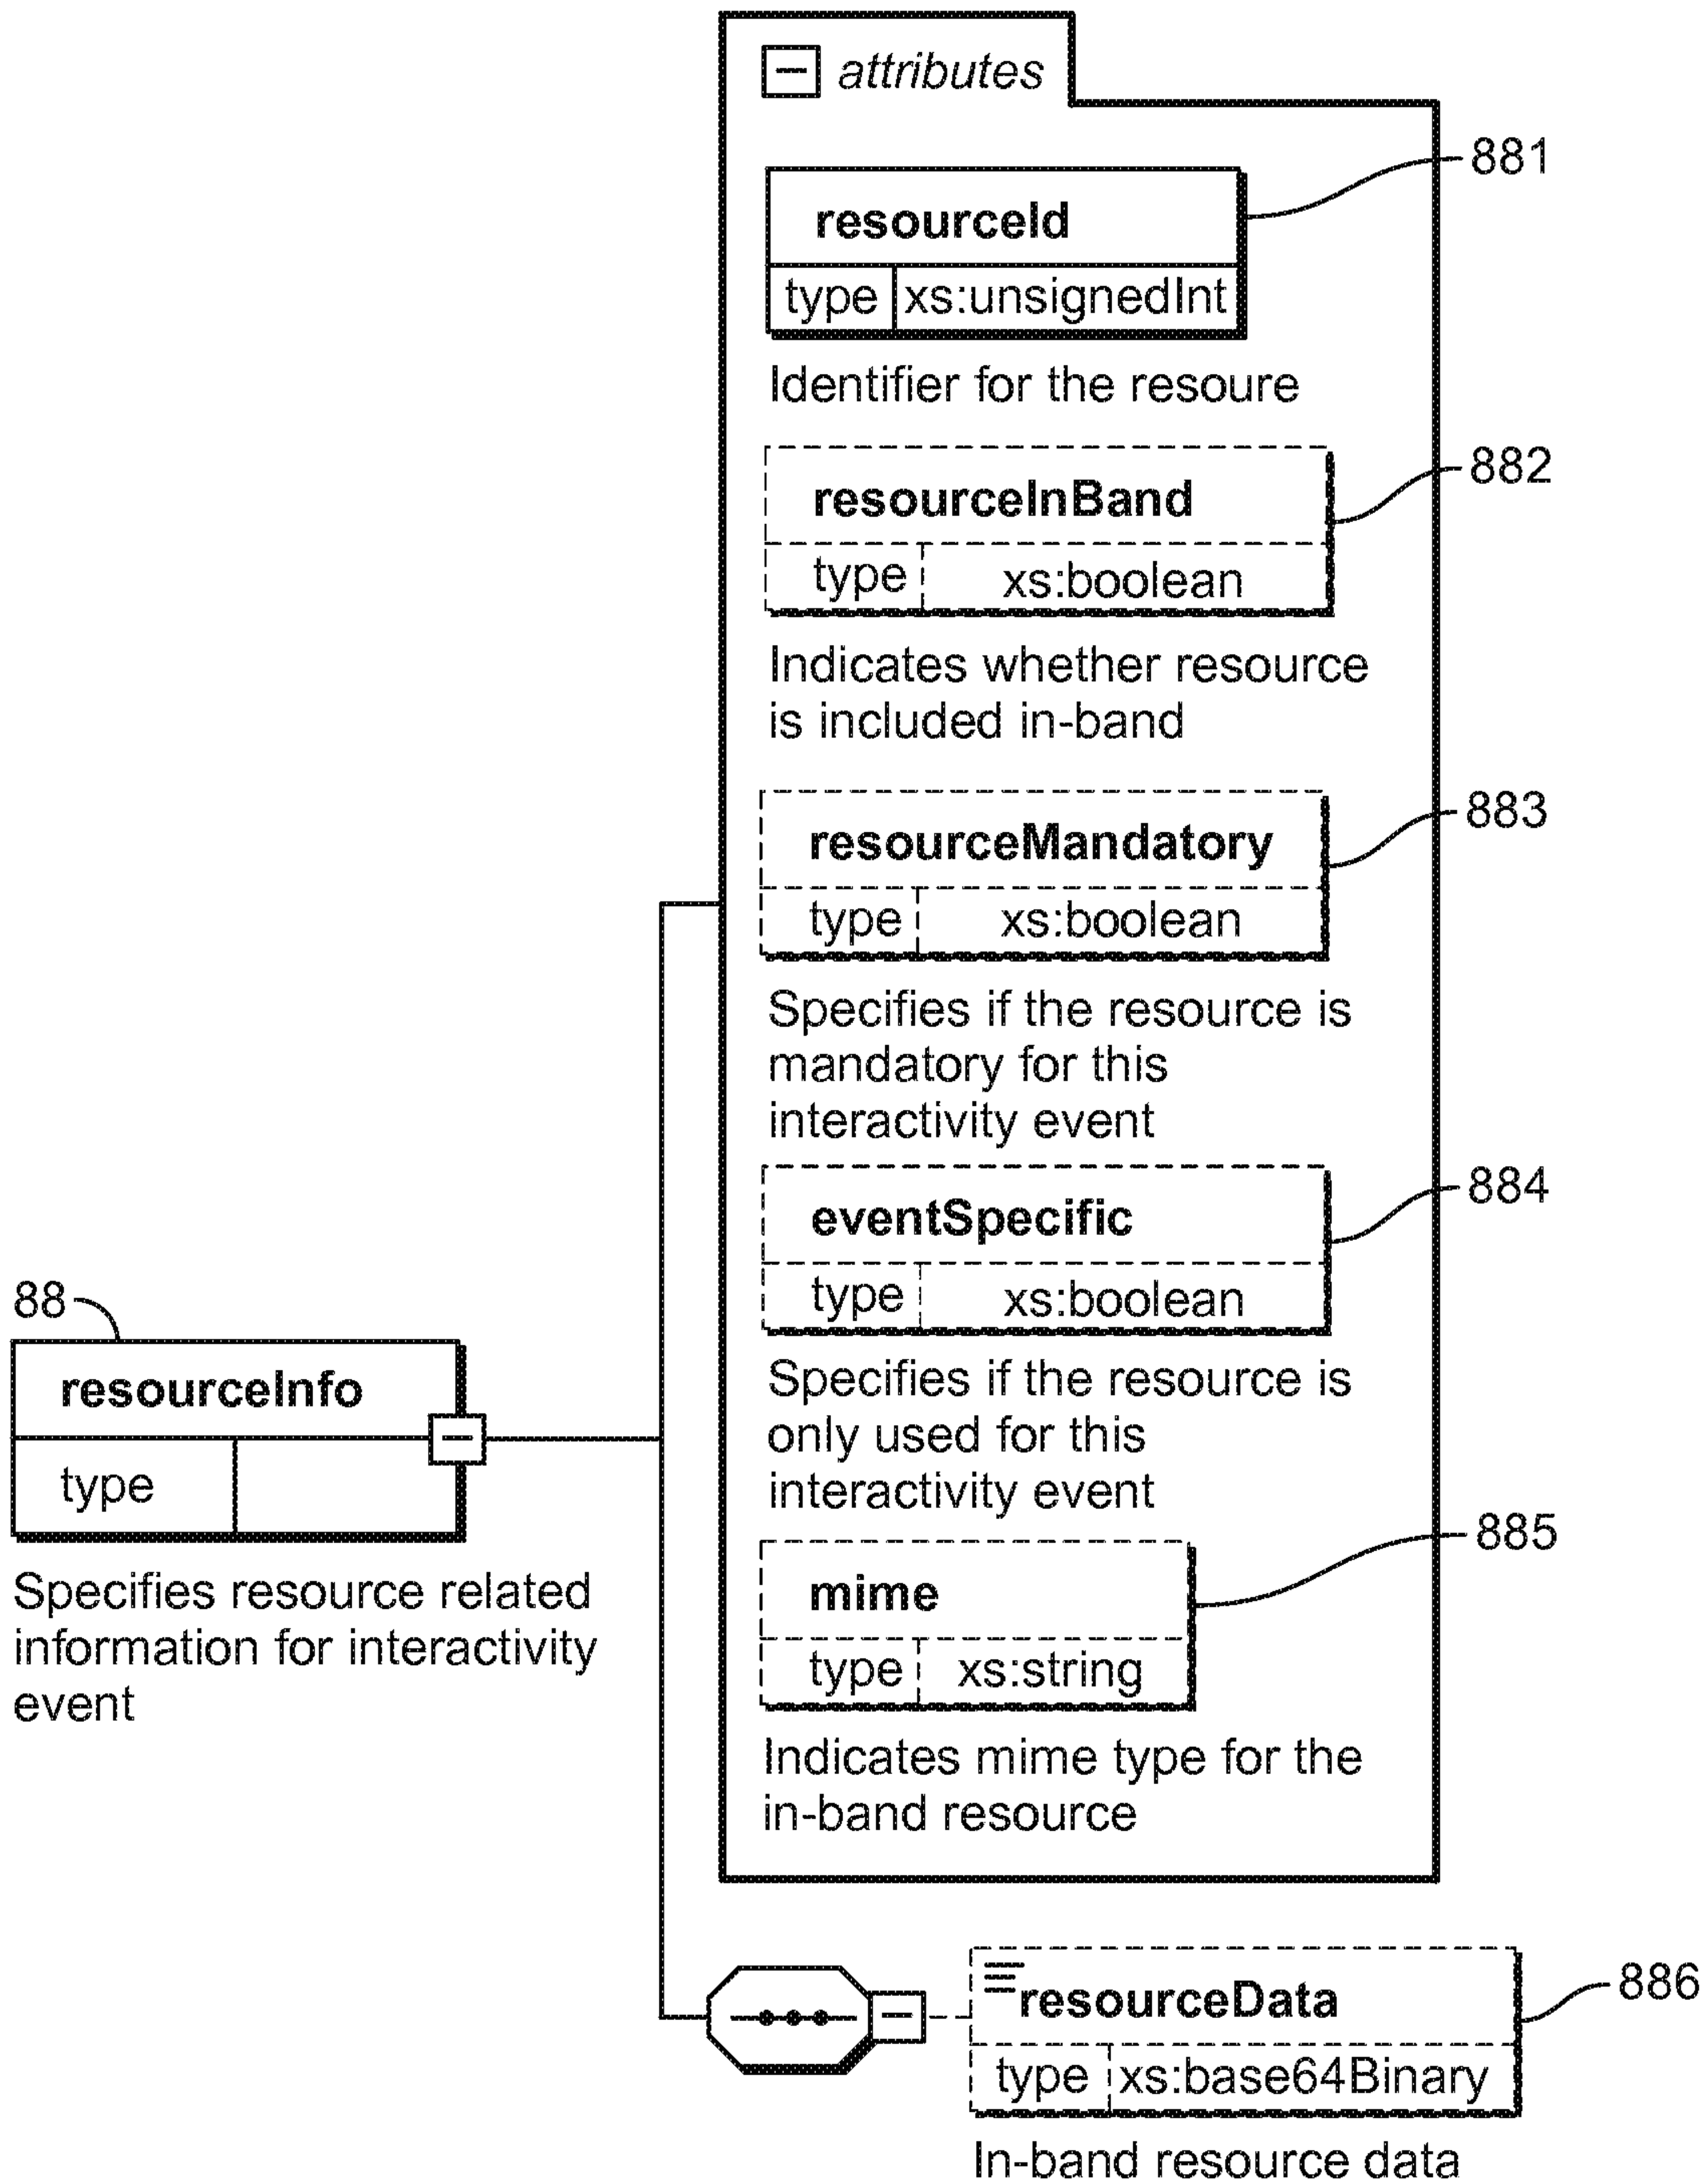 attributes
881
resourceId
type xs:unsignedInt
Identifier for the resoure
882
resourceInBand
type xs:boolean
Indicates whether resource
is included in-band
883
resourceMandatory
type xs:boolean
Specifies if the resource is
mandatory for this
interactivity event
884
eventSpecific
type xs:boolean
Specifies if the resource is
only used for this
interactivity event
885
mime
type xs:string
Indicates mime type for the
in-band resource
88
resourceInfo
type
Specifies resource related
information for interactivity
event
886
resourceData
type xs:base64Binary
In-band resource data